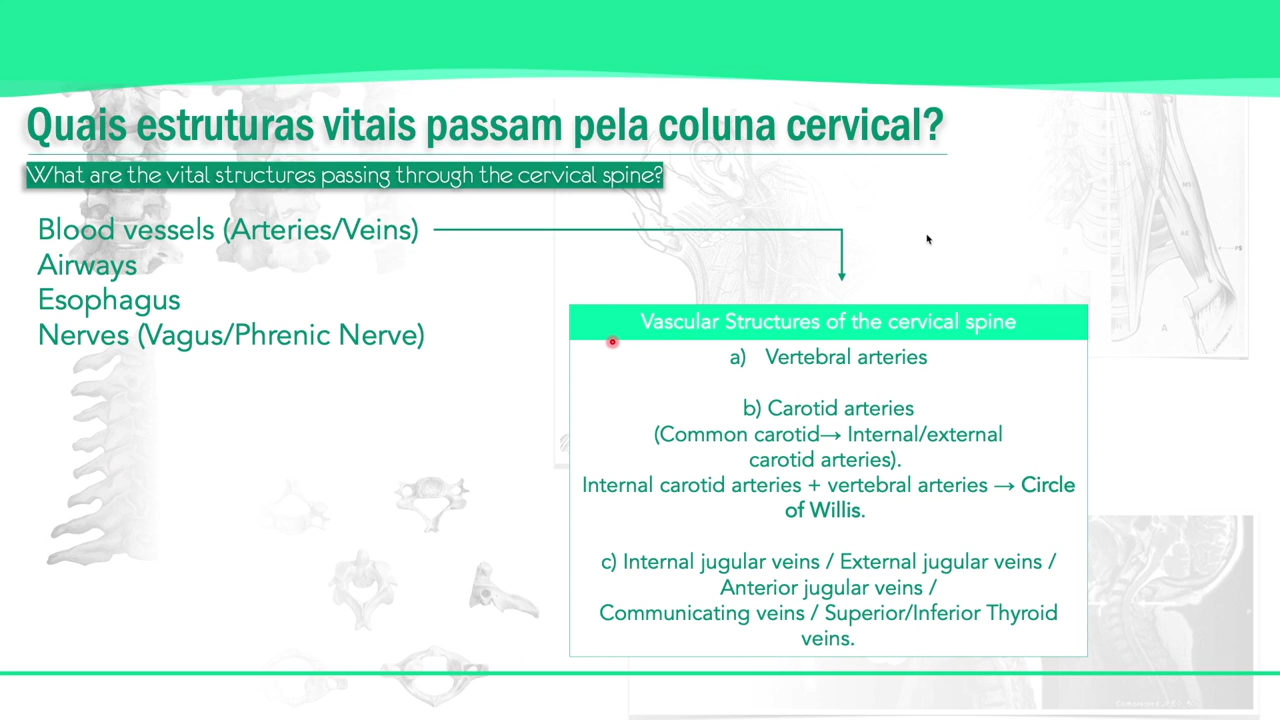 Quais estruturas vitais passam pela coluna cervical?
What are the vital structures passing through the cervical spine?
Blood vessels (Arteries/Veins)
Airways
Esophagus
Nerves (Vagus/Phrenic Nerve)
Vascular Structures of the cervical spine
a) Vertebral arteries
b) Carotid arteries
(Common carotid→ Internal/external
carotid arteries).
Internal carotid arteries + vertebral arteries → Circle
of Willis.
c) Internal jugular veins / External jugular veins /
Anterior jugular veins /
Communicating veins / Superior/Inferior Thyroid
veins.